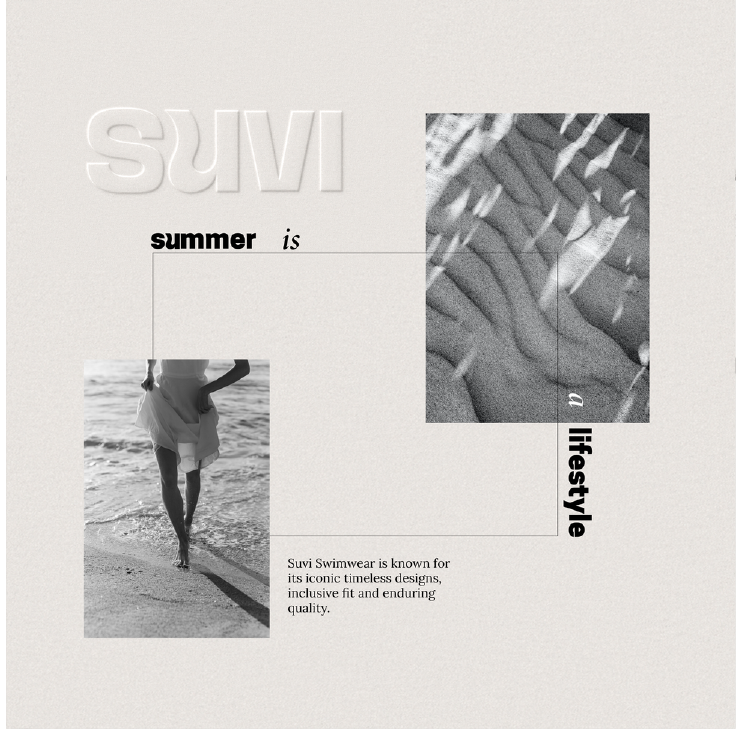 suvi
summer is
a lifestyle
Suvi Swimwear is known for
its iconic timeless designs,
inclusive fit and enduring
quality.